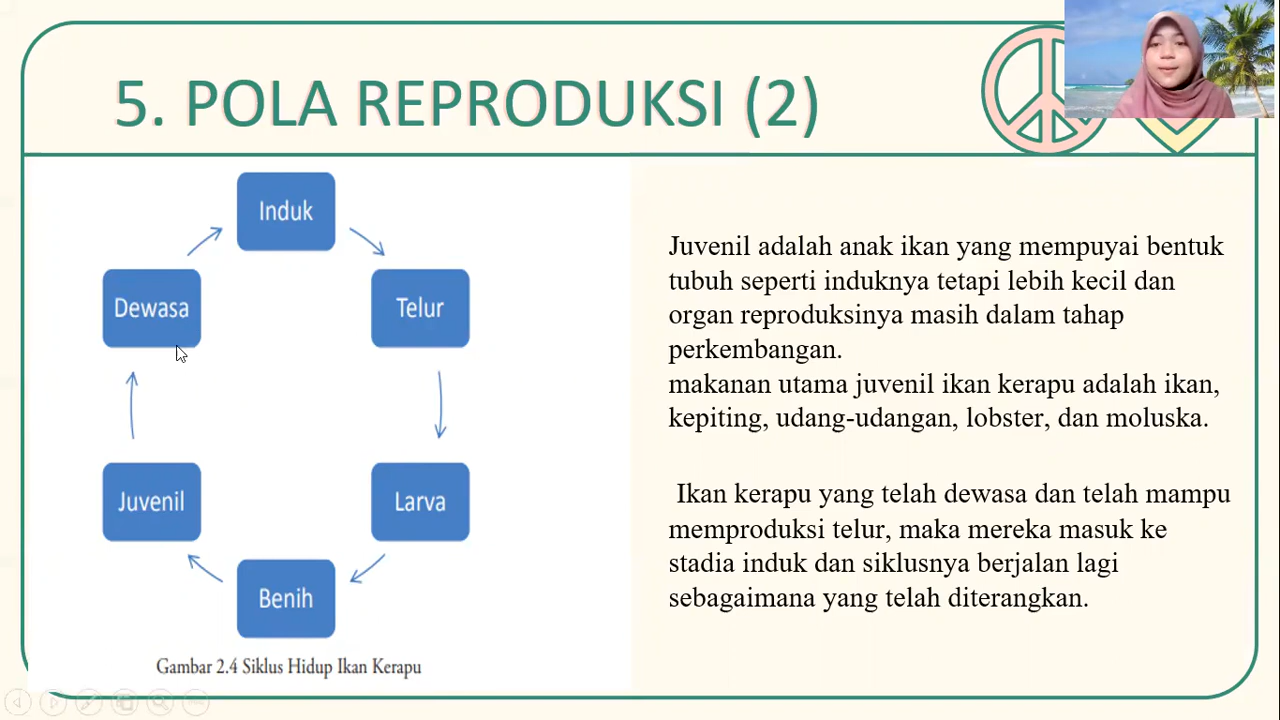 5. POLA REPRODUKSI (2)
Induk
Dewasa
Telur
Juvenil
Larva
Benih
Gambar 2.4 Siklus Hidup Ikan Kerapu
Juvenil adalah anak ikan yang mempuyai bentuk
tubuh seperti induknya tetapi lebih kecil dan
organ reproduksinya masih dalam tahap
perkembangan.
makanan utama juvenil ikan kerapu adalah ikan,
kepiting, udang-udangan, lobster, dan moluska.
Ikan kerapu yang telah dewasa dan telah mampu
memproduksi telur, maka mereka masuk ke
stadia induk dan siklusnya berjalan lagi
sebagaimana yang telah diterangkan.